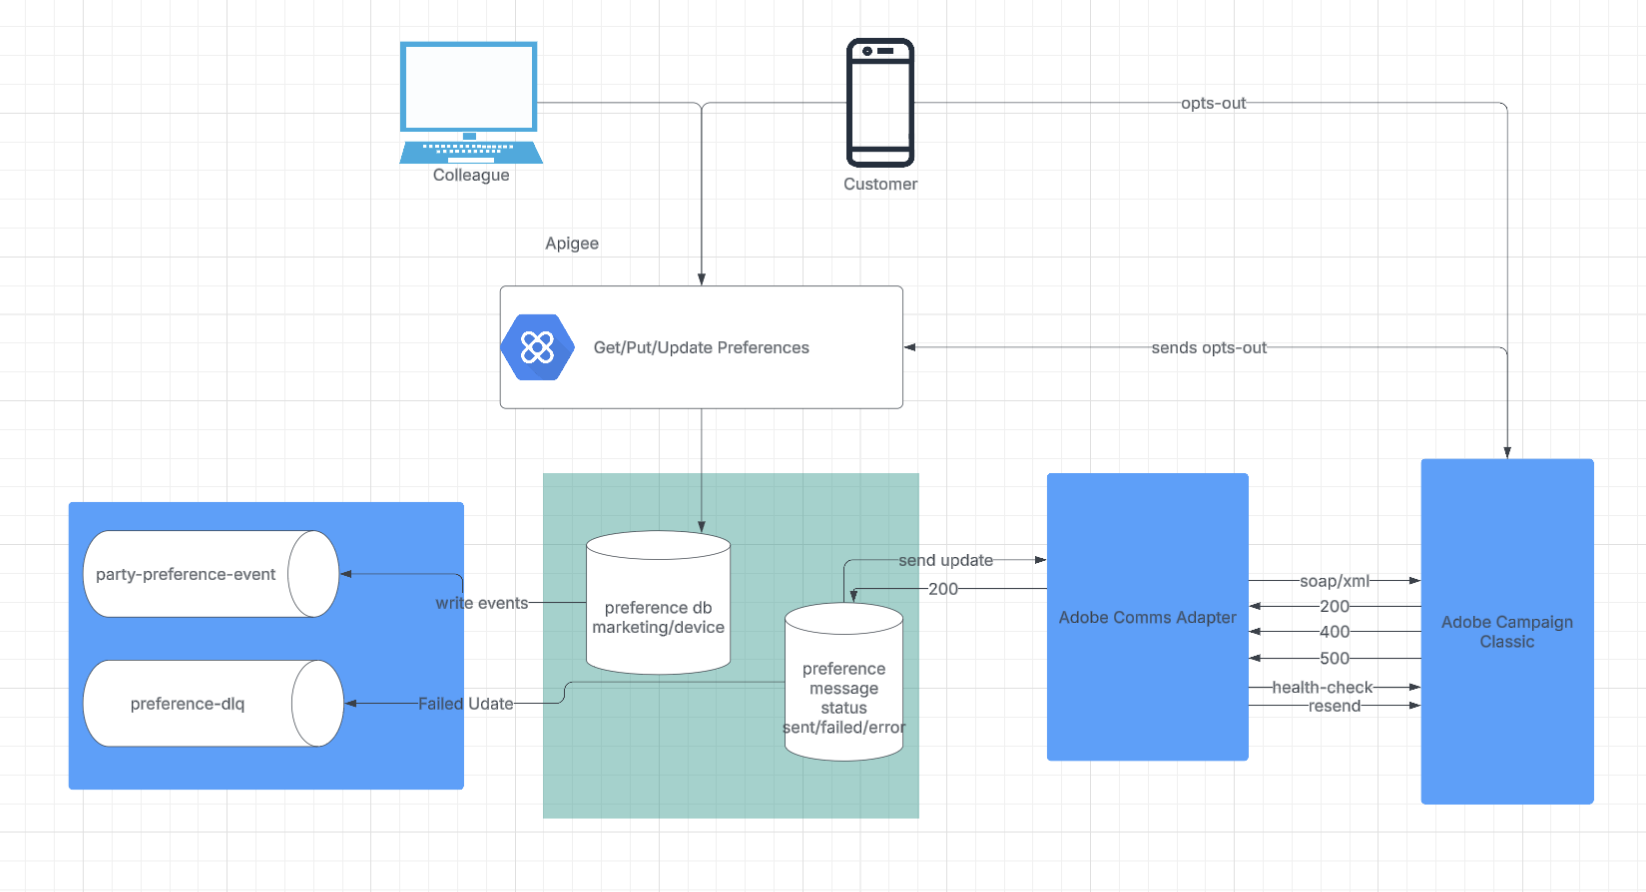 opts-out
Colleague
Customer
Apigee
Get/Put/Update Preferences
sends opts-out
party-preference-event
write events
preference db
marketing/device
send update
200
preference-dlq
Failed Udate
preference
message
status
sent/failed/error
Adobe Comms Adapter
soap/xml
200
400
500
health-check
resend
Adobe Campaign
Classic